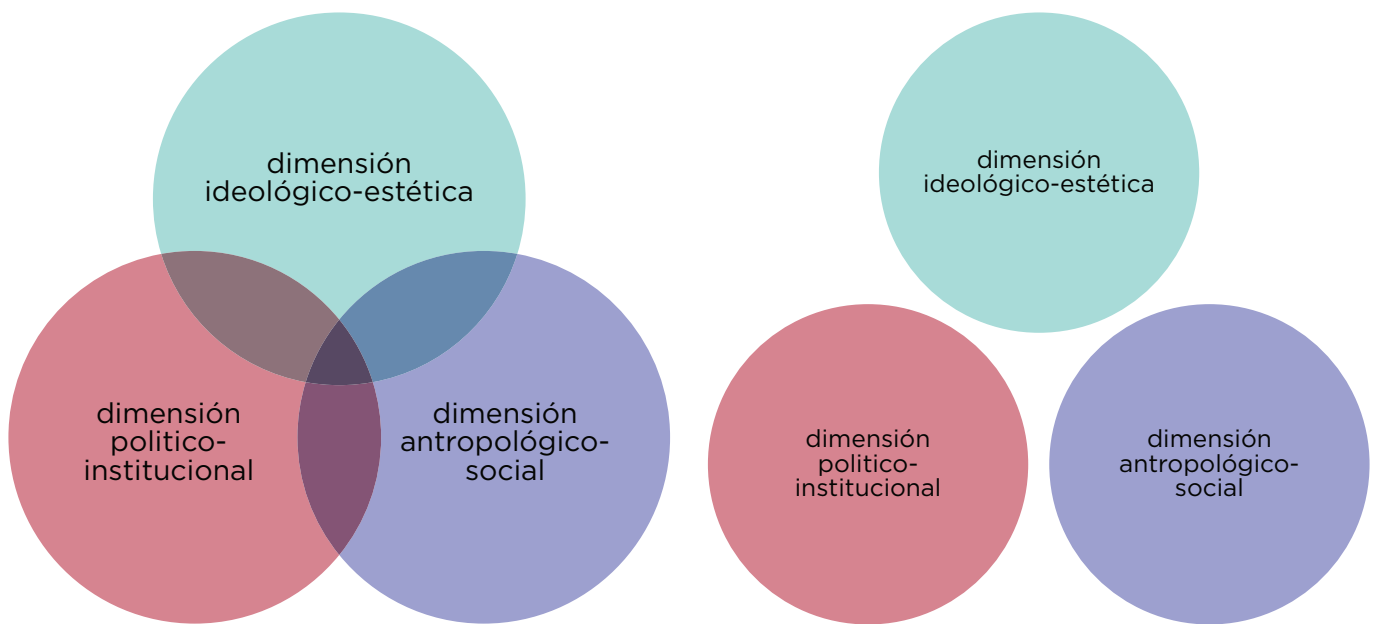 dimensión
ideológico-estética
dimensión
politico-
institucional
dimensión
antropológico-
social
dimensión
ideológico-estética
dimensión
politico-
institucional
dimensión
antropológico-
social